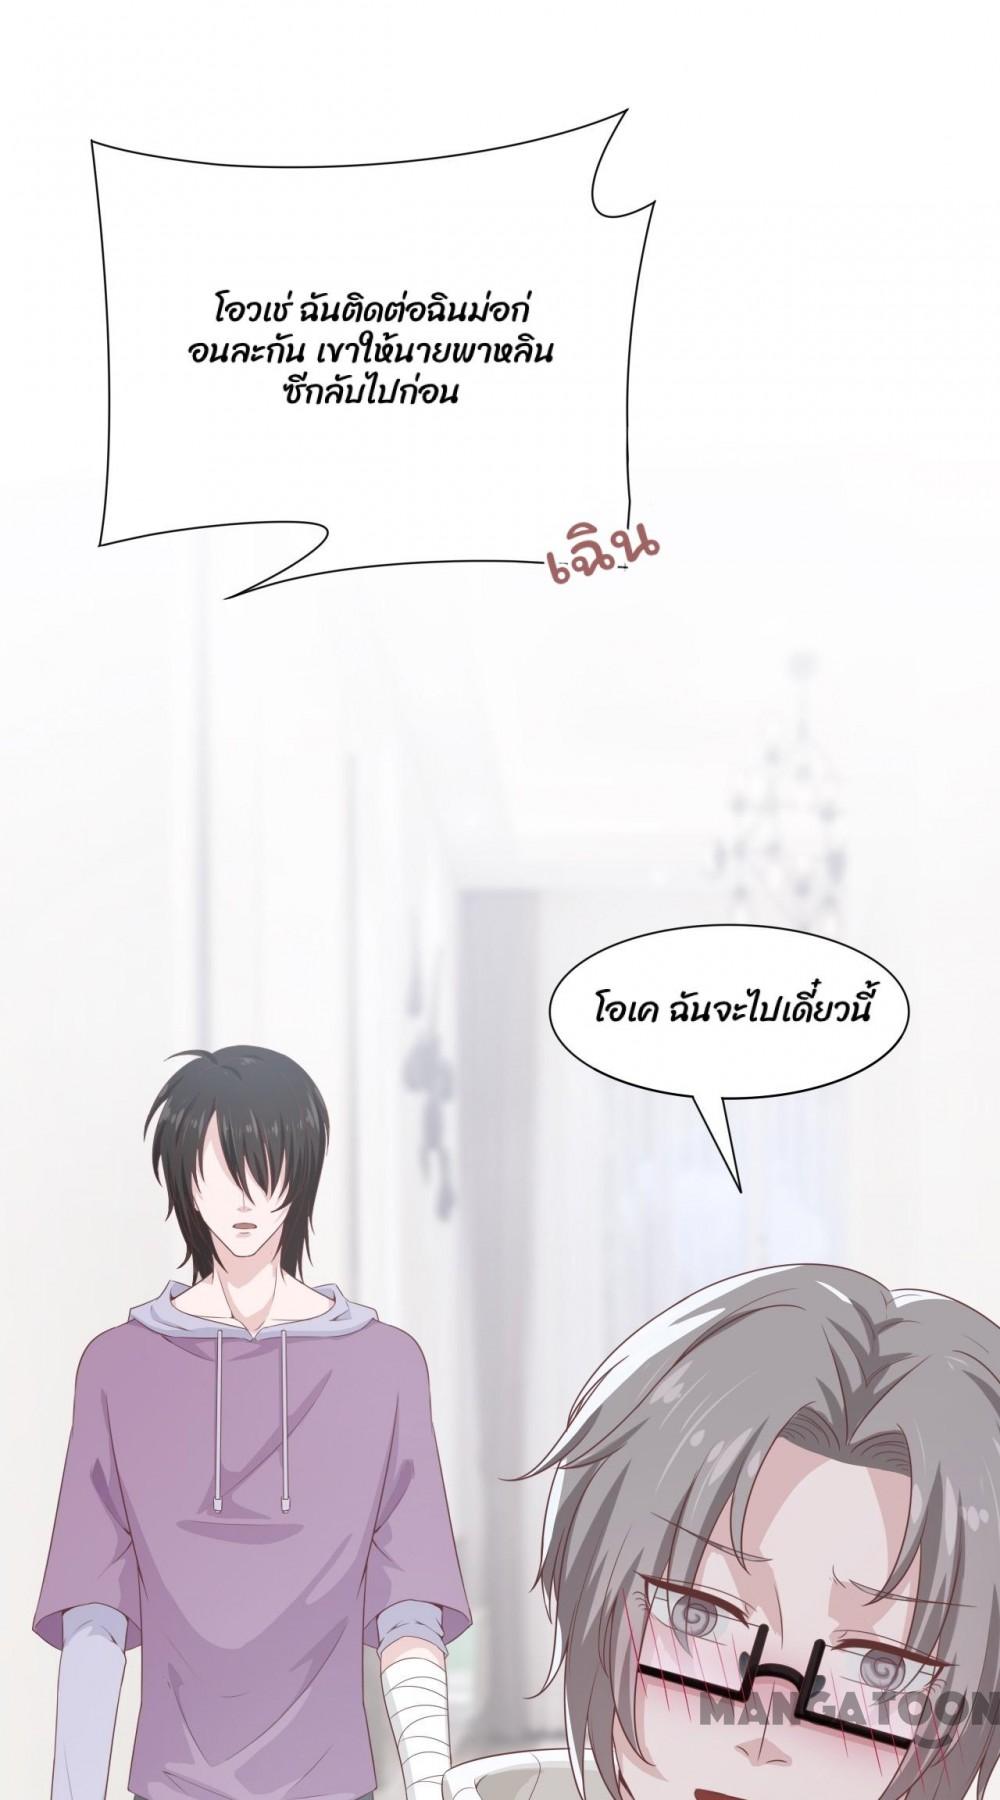 โอวเช่ ฉันติดต่อฉินม่อก่
อนละกัน เขาให้นายพาหลิน
ซีกลับไปก่อน
เฉิน
โอเค ฉันจะไปเดี๋ยวนี้
MANGATOON